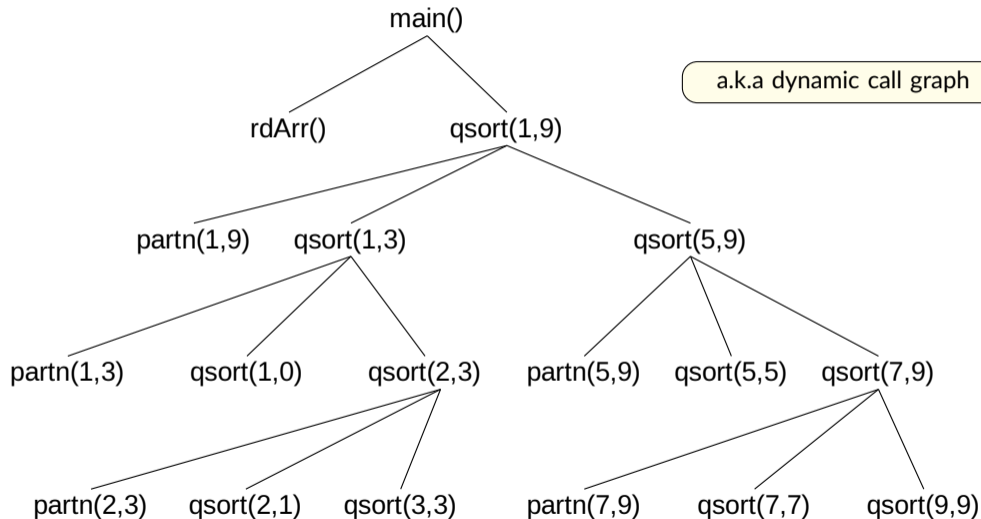 main()
a.k.a dynamic call graph
rdArr() qsort(1,9)
partn(1,9) qsort(1,3) qsort(5,9)
partn(1,3) qsort(1,0) qsort(2,3) partn(5,9) qsort(5,5) qsort(7,9)
partn(2,3) qsort(2,1) qsort(3,3) partn(7,9) qsort(7,7) qsort(9,9)